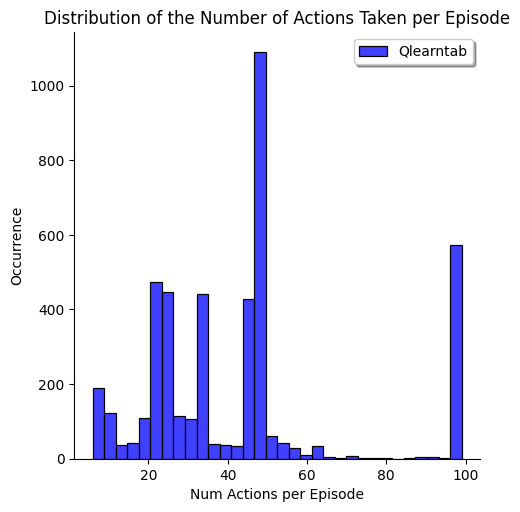 Distribution of the Number of Actions Taken per Episode
Qlearntab
1000
800
600
400
200
0
Occurrence
20 40 60 80 100
Num Actions per Episode